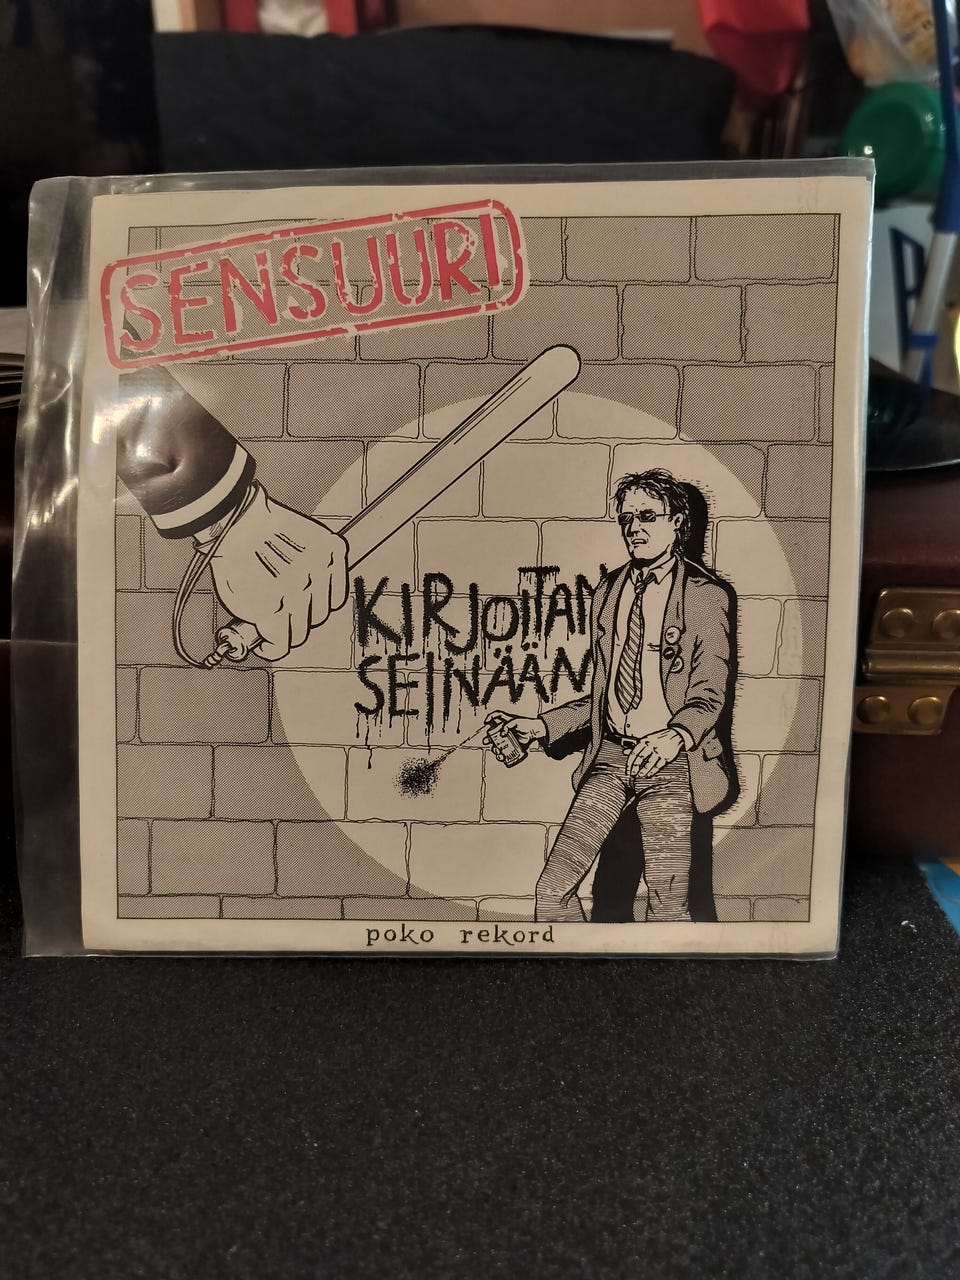 SENSUURI
KIRJOITAN
SEINÄÄN
poko rekord